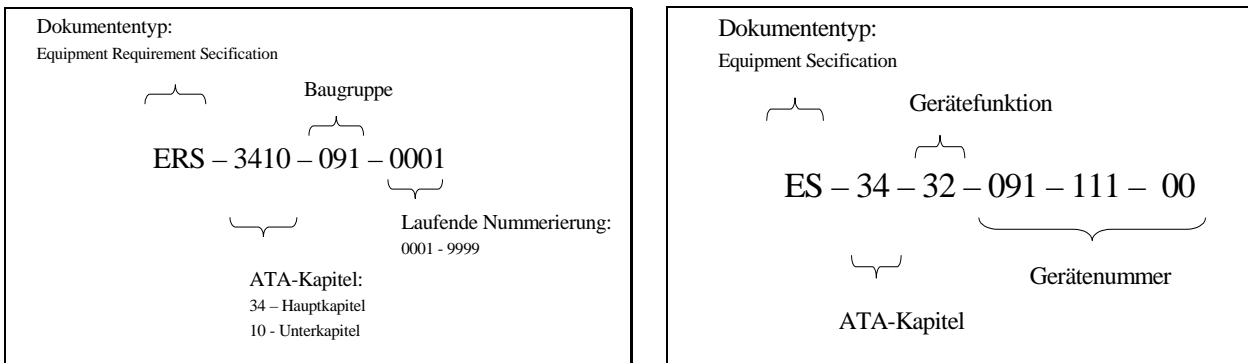 Dokumententyp:
Equipment Requirement Secification
Baugruppe
ERS – 3410 – 091 – 0001
Laufende Nummerierung:
0001 - 9999
ATA-Kapitel:
34 – Hauptkapitel
10 - Unterkapitel
Dokumententyp:
Equipment Secification
Gerätefunktion
ES – 34 – 32 – 091 – 111 – 00
Gerätenummer
ATA-Kapitel